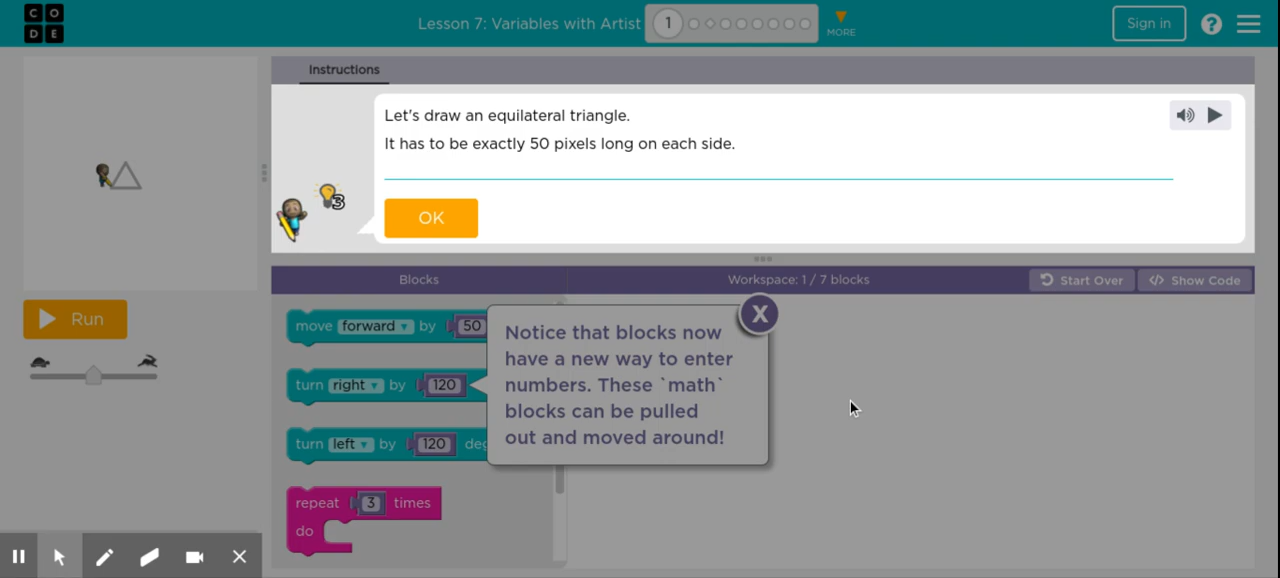 C O
D E
Lesson 7: Variables with Artist
1
MORE
Sign in
?
Instructions
Let's draw an equilateral triangle.
It has to be exactly 50 pixels long on each side.
3
OK
Blocks
Workspace: 1 / 7 blocks
Start Over
</> Show Code
Run
move forward by 50
turn right by 120
turn left by 120 deg
repeat 3 times
do
X
Notice that blocks now
have a new way to enter
numbers. These `math`
blocks can be pulled
out and moved around!